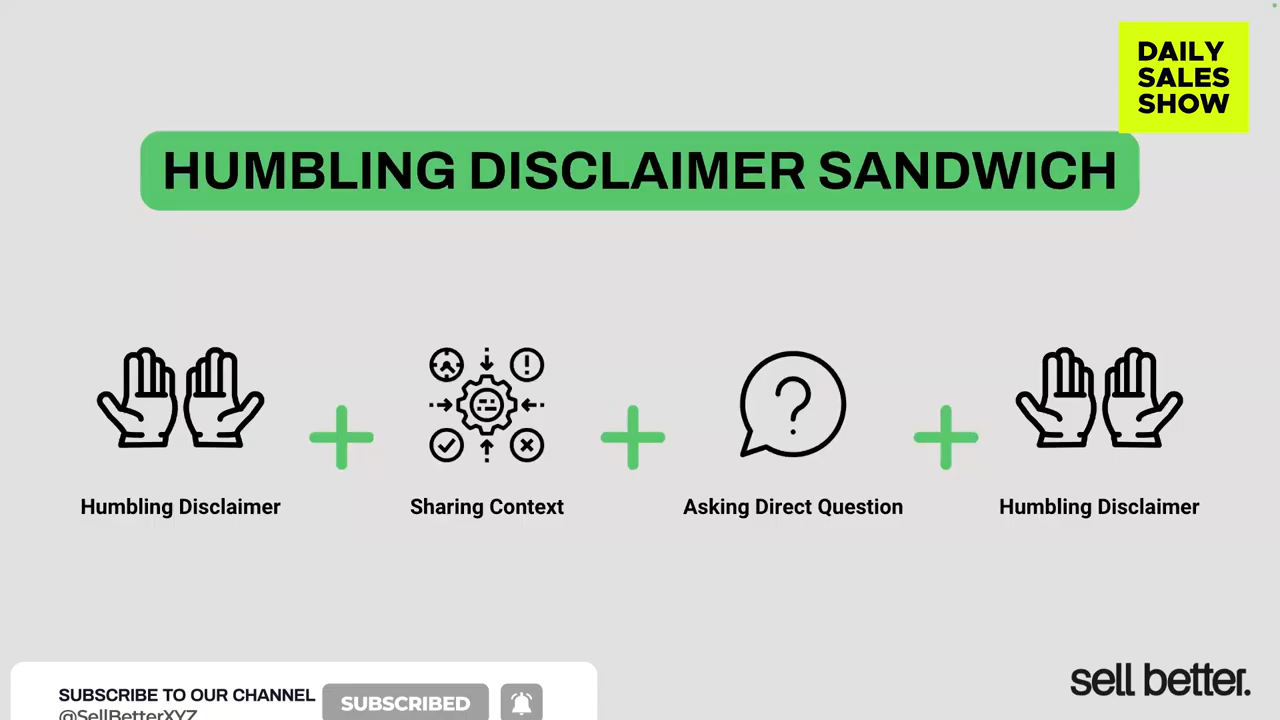 DAILY
SALES
SHOW
HUMBLING DISCLAIMER SANDWICH
Humbling Disclaimer
Sharing Context
Asking Direct Question
Humbling Disclaimer
SUBSCRIBE TO OUR CHANNEL
@SellBetterXYZ
SUBSCRIBED
sell better.